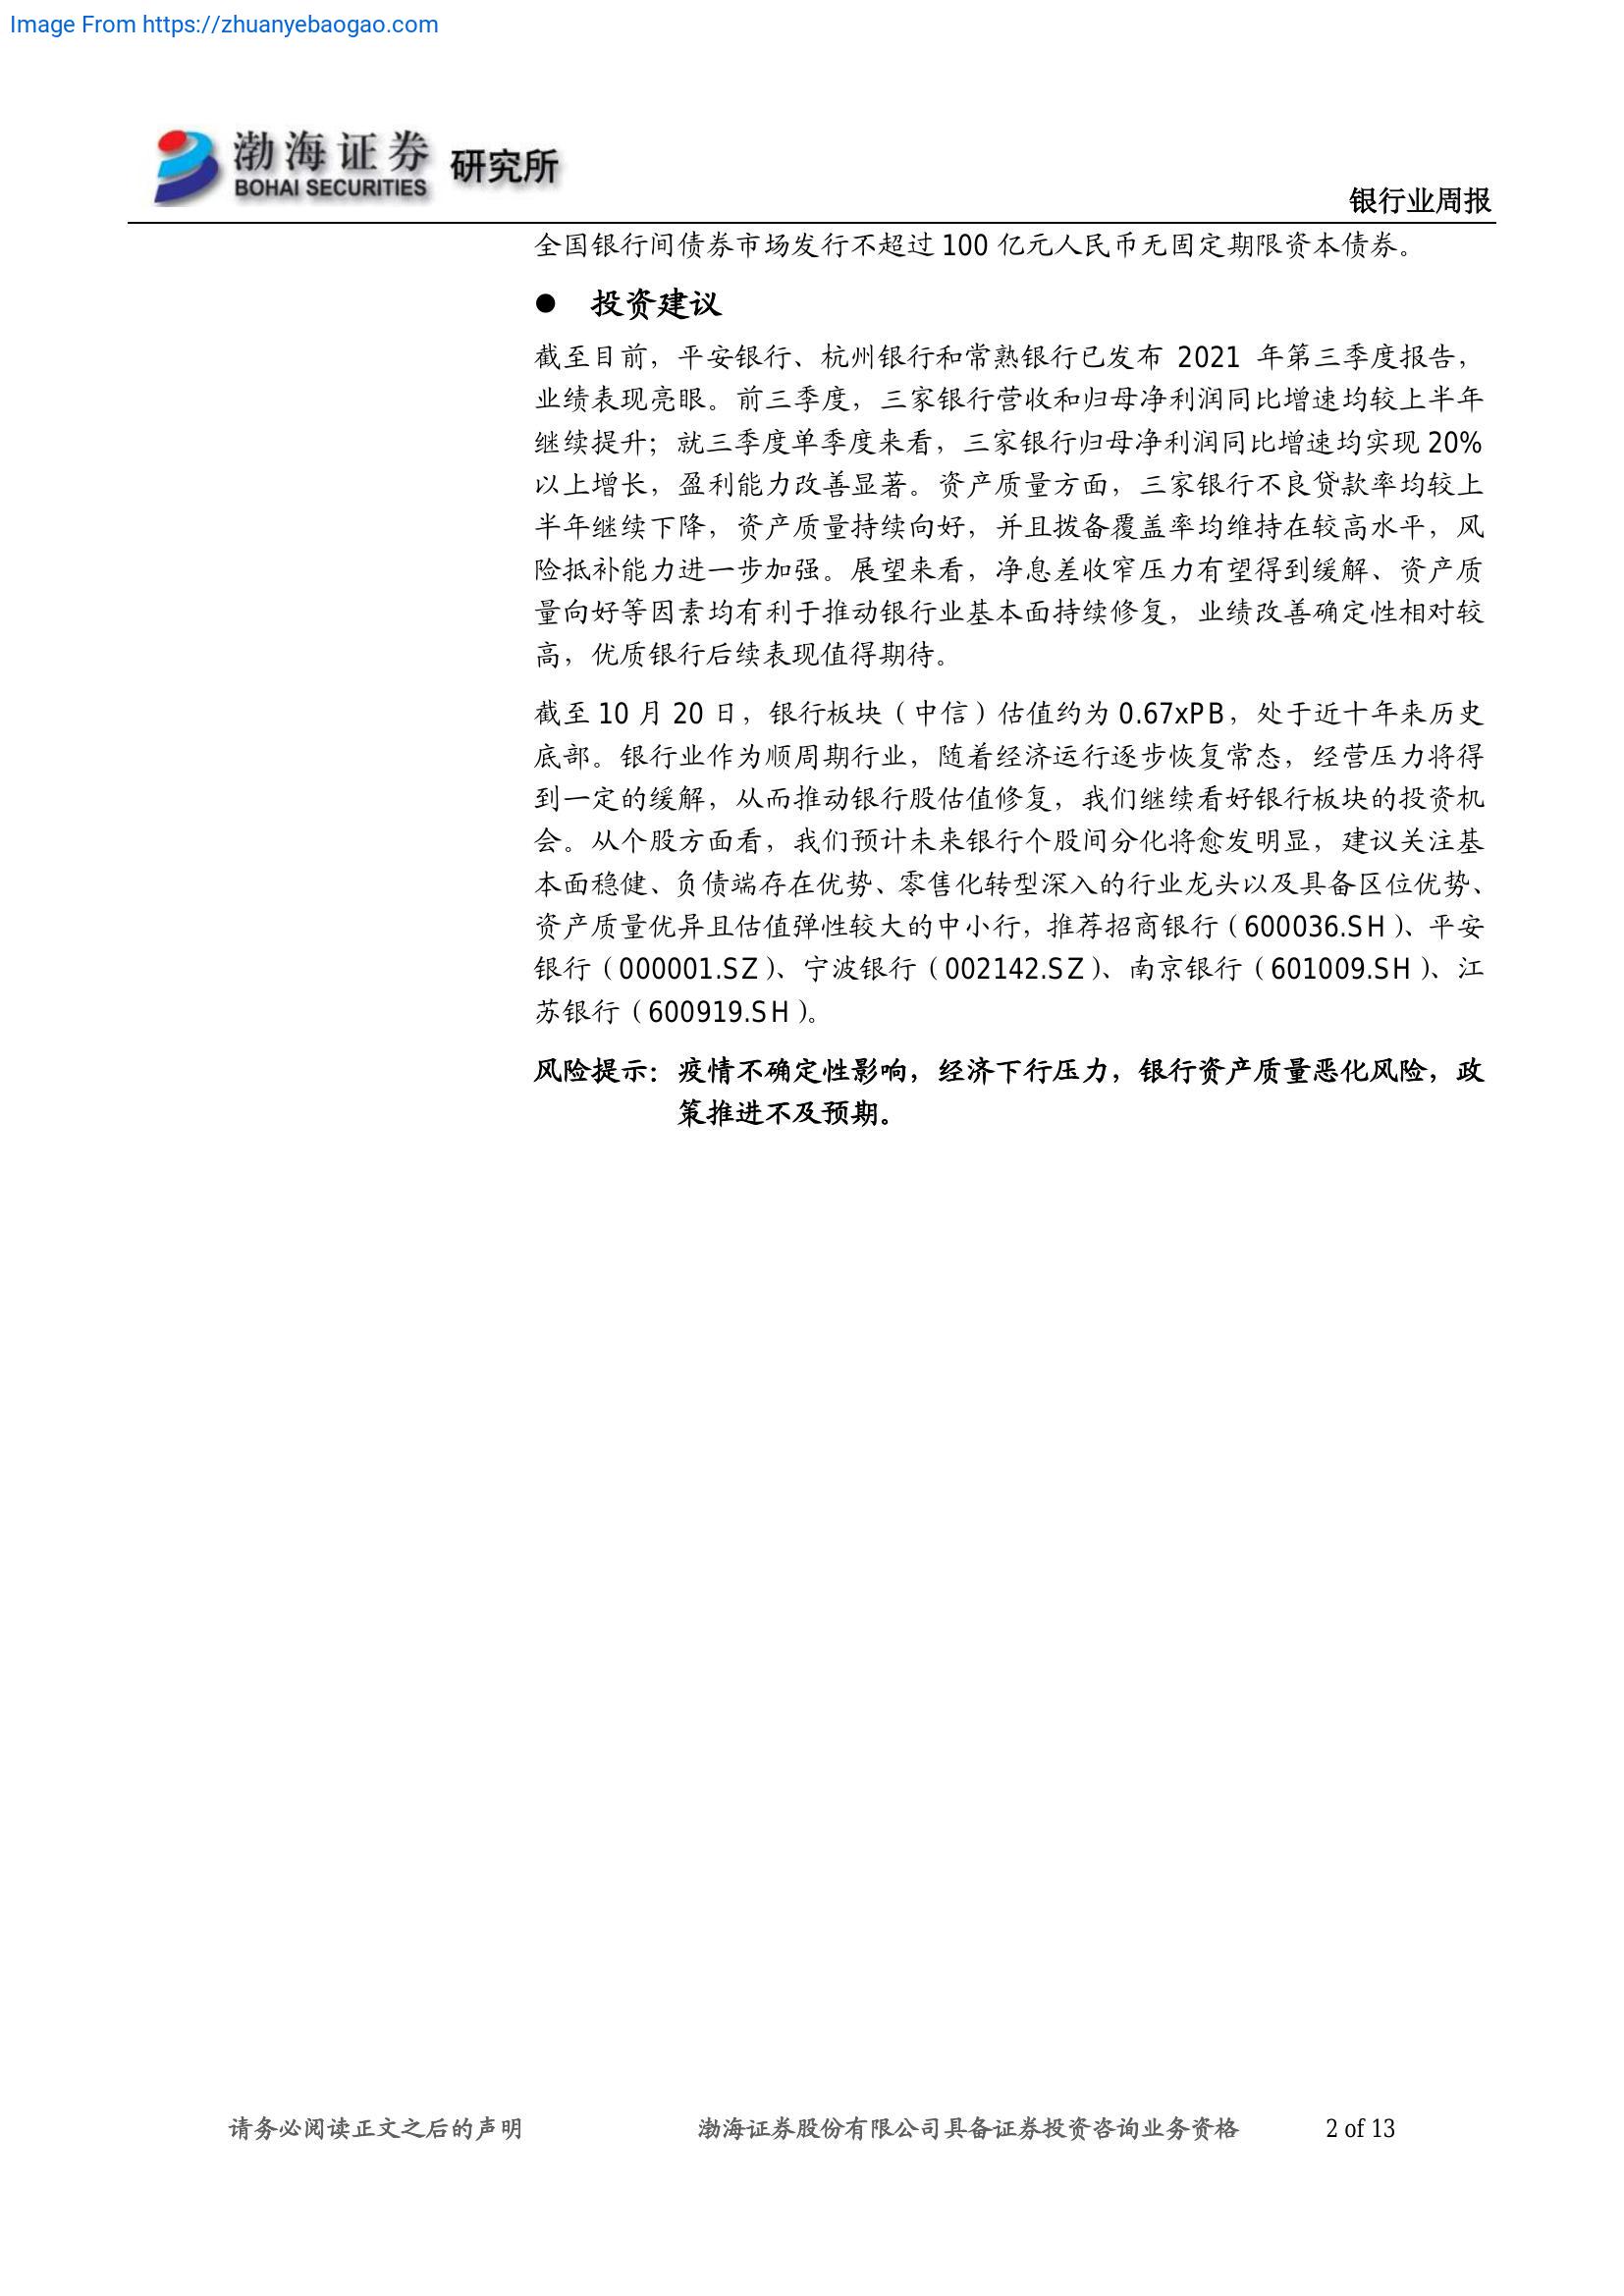 Image From https://zhuanyebaogao.com
渤海证券 研究所
BOHAI SECURITIES
银行业周报
全国银行间债券市场发行不超过 100 亿元人民币无固定期限资本债券。
● 投资建议
截至目前，平安银行、杭州银行和常熟银行已发布 2021 年第三季度报告，
业绩表现亮眼。前三季度，三家银行营收和归母净利润同比增速均较上半年
继续提升；就三季度单季度来看，三家银行归母净利润同比增速均实现 20%
以上增长，盈利能力改善显著。资产质量方面，三家银行不良贷款率均较上
半年继续下降，资产质量持续向好，并且拨备覆盖率均维持在较高水平，风
险抵补能力进一步加强。展望来看，净息差收窄压力有望得到缓解、资产质
量向好等因素均有利于推动银行业基本面持续修复，业绩改善确定性相对较
高，优质银行后续表现值得期待。
截至 10 月 20 日，银行板块（中信）估值约为 0.67xPB，处于近十年来历史
底部。银行业作为顺周期行业，随着经济运行逐步恢复常态，经营压力将得
到一定的缓解，从而推动银行股估值修复，我们继续看好银行板块的投资机
会。从个股方面看，我们预计未来银行个股间分化将愈发明显，建议关注基
本面稳健、负债端存在优势、零售化转型深入的行业龙头以及具备区位优势、
资产质量优异且估值弹性较大的中小行，推荐招商银行（600036.SH）、平安
银行（000001.SZ）、宁波银行（002142.SZ）、南京银行（601009.SH）、江
苏银行（600919.SH）。
风险提示：疫情不确定性影响，经济下行压力，银行资产质量恶化风险，政
策推进不及预期。
请务必阅读正文之后的声明 渤海证券股份有限公司具备证券投资咨询业务资格 2 of 13